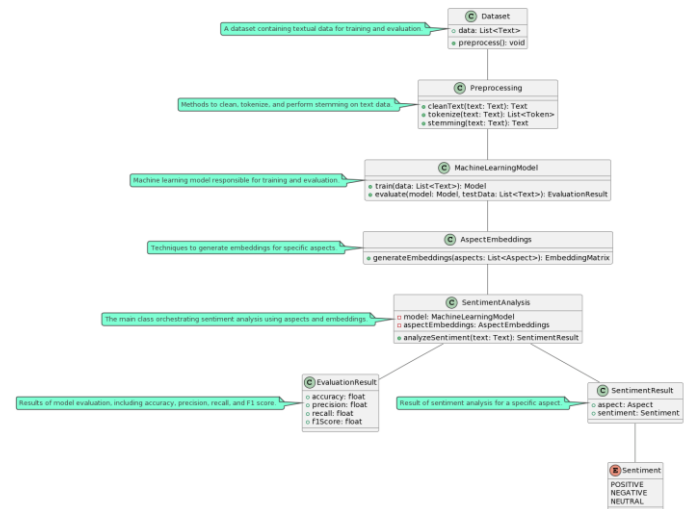 C Dataset
data: List<Text>
preprocess(): void
A dataset containing textual data for training and evaluation.
C Preprocessing
cleanText(text: Text): Text
tokenize(text: Text): List<Token>
stemming(text: Text): Text
Methods to clean, tokenize, and perform stemming on text data.
C MachineLearningModel
train(data: List<Text>): Model
evaluate(model: Model, testData: List<Text>): EvaluationResult
Machine learning model responsible for training and evaluation.
C AspectEmbeddings
generateEmbeddings(aspects: List<Aspect>): EmbeddingMatrix
Techniques to generate embeddings for specific aspects.
C SentimentAnalysis
model: MachineLearningModel
aspectEmbeddings: AspectEmbeddings
analyzeSentiment(text: Text): SentimentResult
The main class orchestrating sentiment analysis using aspects and embeddings.
C EvaluationResult
accuracy: float
precision: float
recall: float
f1Score: float
Results of model evaluation, including accuracy, precision, recall, and F1 score.
C SentimentResult
aspect: Aspect
sentiment: Sentiment
Result of sentiment analysis for a specific aspect.
E Sentiment
POSITIVE
NEGATIVE
NEUTRAL